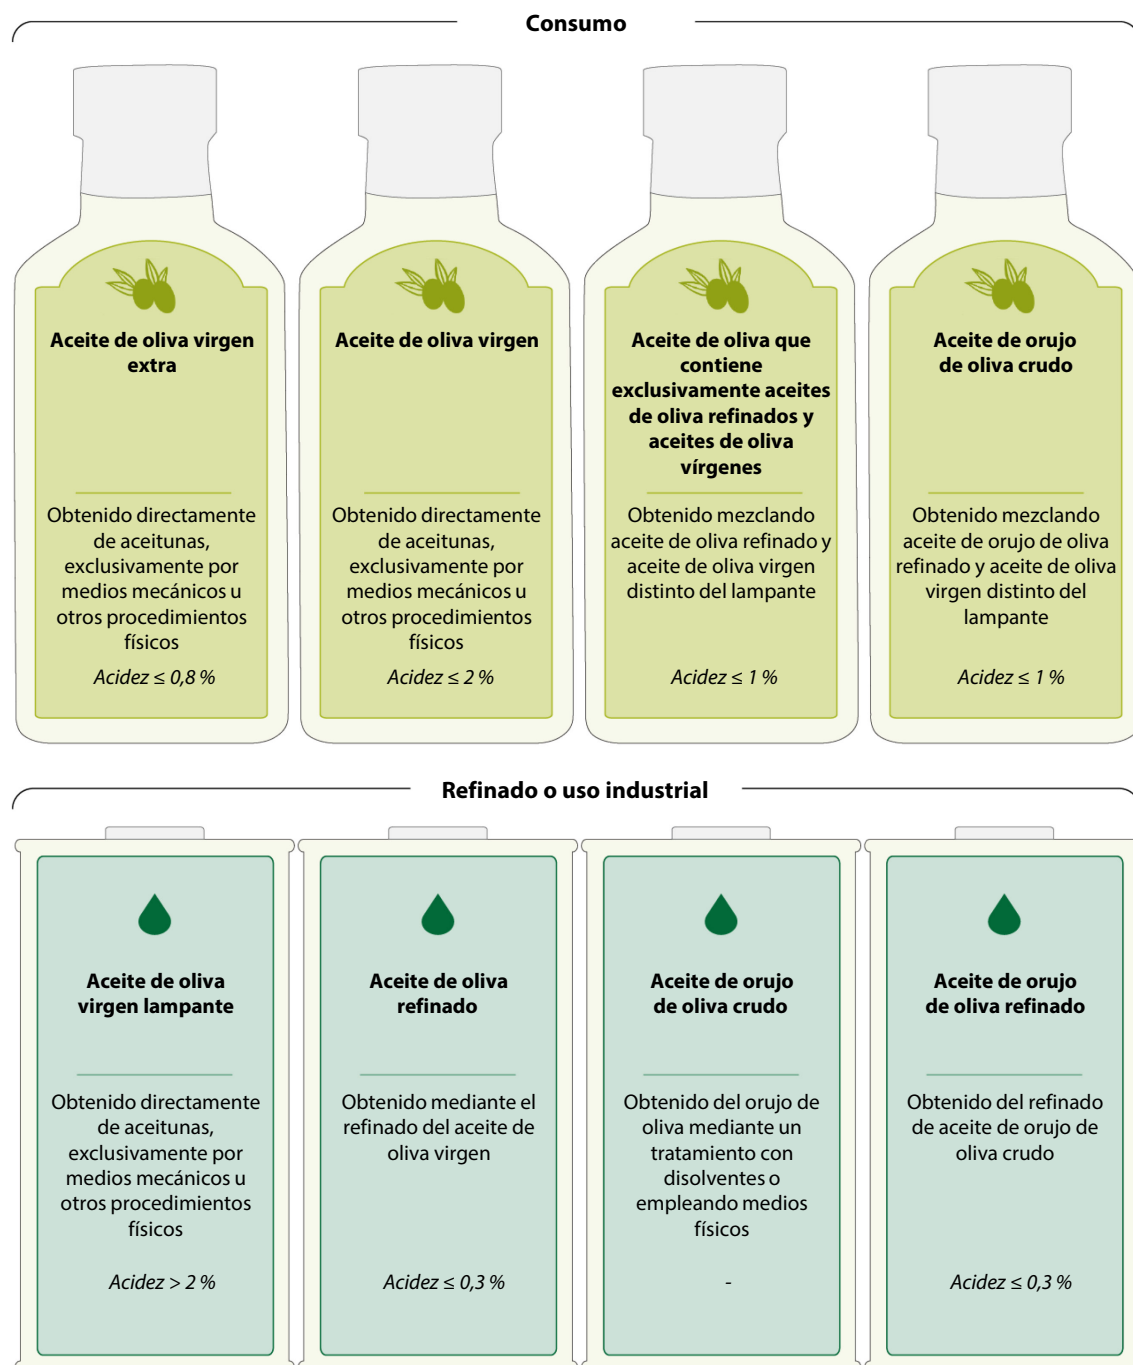 Consumo
Aceite de oliva virgen
extra
Obtenido directamente
de aceitunas,
exclusivamente por
medios mecánicos u
otros procedimientos
físicos
Acidez ≤ 0,8 %
Aceite de oliva virgen
Obtenido directamente
de aceitunas,
exclusivamente por
medios mecánicos u
otros procedimientos
físicos
Acidez ≤ 2 %
Aceite de oliva que
contiene
exclusivamente aceites
de oliva refinados y
aceites de oliva
vírgenes
Obtenido mezclando
aceite de oliva refinado y
aceite de oliva virgen
distinto del lampante
Acidez ≤ 1 %
Aceite de orujo
de oliva crudo
Obtenido mezclando
aceite de orujo de oliva
refinado y aceite de oliva
virgen distinto del
lampante
Acidez ≤ 1 %
Refinado o uso industrial
Aceite de oliva
virgen lampante
Obtenido directamente
de aceitunas,
exclusivamente por
medios mecánicos u
otros procedimientos
físicos
Acidez > 2 %
Aceite de oliva
refinado
Obtenido mediante el
refinado del aceite de
oliva virgen
Acidez ≤ 0,3 %
Aceite de orujo
de oliva crudo
Obtenido del orujo de
oliva mediante un
tratamiento con
disolventes o
empleando medios
físicos
-
Aceite de orujo
de oliva refinado
Obtenido del refinado
de aceite de orujo de
oliva crudo
Acidez ≤ 0,3 %